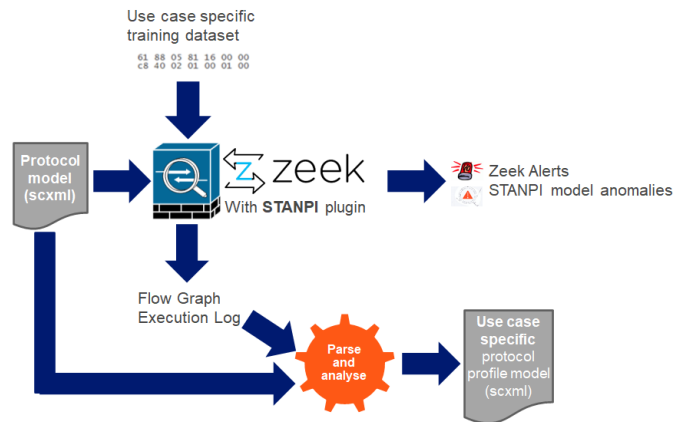 Use case specific
training dataset
61 88 05 81 16 00 00
c8 40 02 01 00 01 00
Protocol
model
(scxml)
z zeek
With STANPI plugin
Zeek Alerts
STANPI model anomalies
Flow Graph
Execution Log
Parse
and
analyse
Use case
specific
protocol
profile model
(scxml)